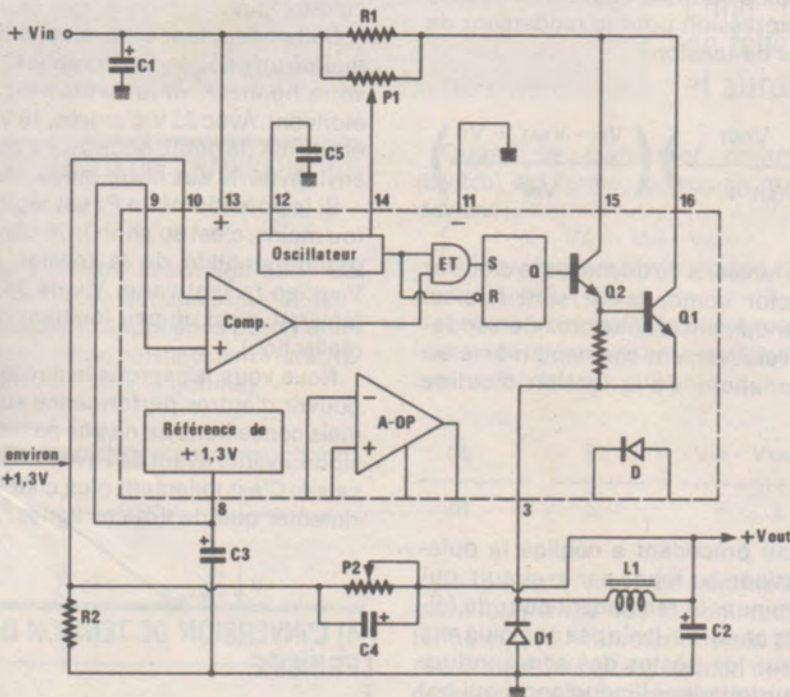 + Vin
R1
C1
P1
C5
9 10 13 12 14 11 15 16
Oscillateur
ET
S
Q
Q2
R
Q1
Comp.
A-OP
Référence de
+ 1,3V
environ
+1,3V
D
8
3
+Vout
C3
P2
L1
R2
C4
D1
C2